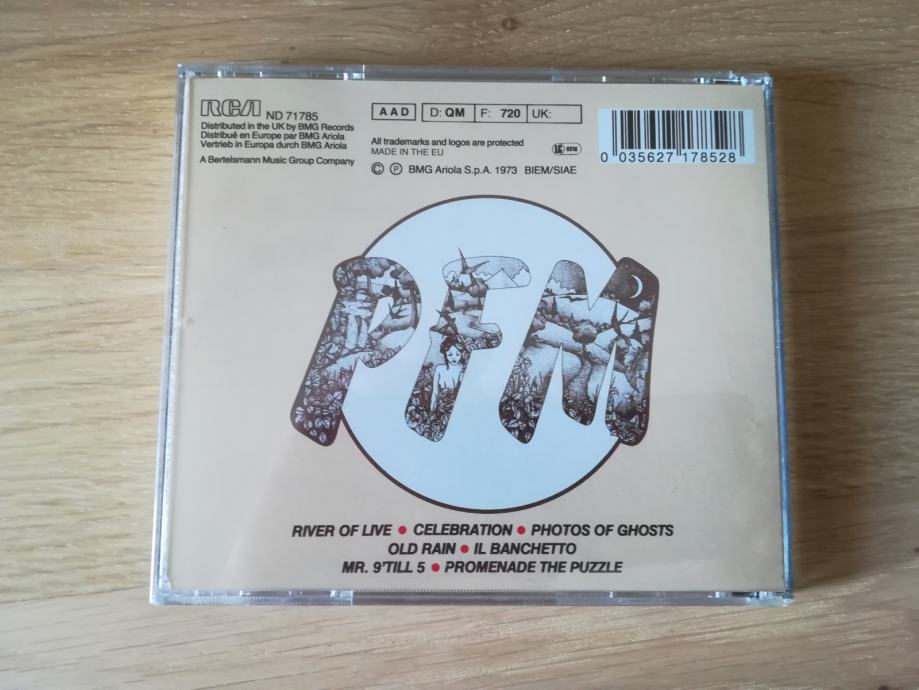 RCA ND 71785
Distributed in the UK by BMG Records
Distribué en Europe par BMG Ariola
Vertrieb in Europa durch BMG Ariola
A Bertelsmann Music Group Company
AAD D: QM F: 720 UK:
All trademarks and logos are protected
MADE IN THE EU
LC 0316
© ℗ BMG Ariola S.p.A. 1973 BIEM/SIAE
0 035627 178528
PFM
RIVER OF LIVE • CELEBRATION • PHOTOS OF GHOSTS
OLD RAIN • IL BANCHETTO
MR. 9'TILL 5 • PROMENADE THE PUZZLE